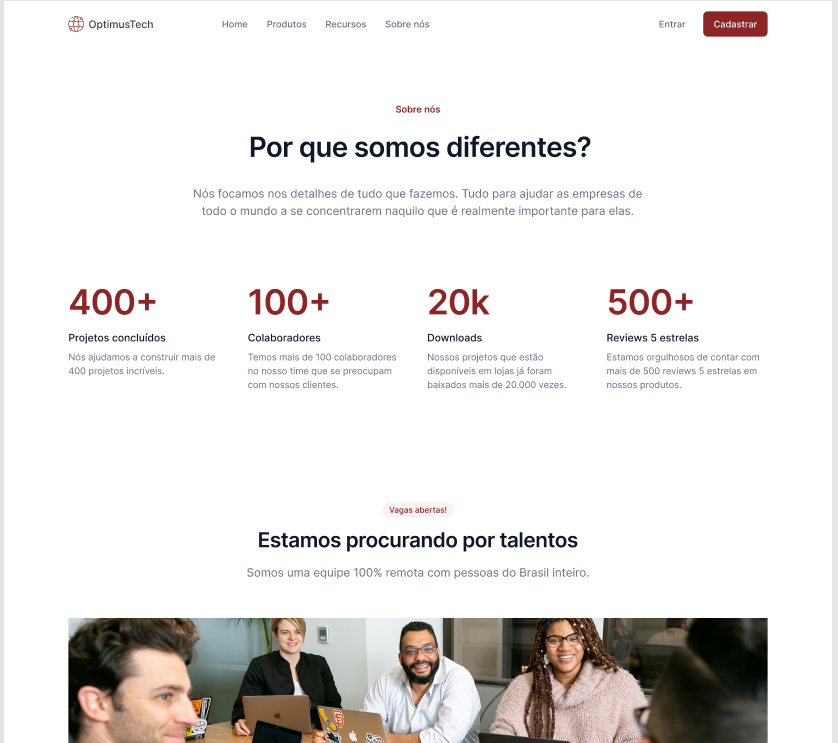 OptimusTech Home Produtos Recursos Sobre nós Entrar Cadastrar
Sobre nós
Por que somos diferentes?
Nós focamos nos detalhes de tudo que fazemos. Tudo para ajudar as empresas de
todo o mundo a se concentrarem naquilo que é realmente importante para elas.
400+
Projetos concluídos
Nós ajudamos a construir mais de
400 projetos incríveis.
100+
Colaboradores
Temos mais de 100 colaboradores
no nosso time que se preocupam
com nossos clientes.
20k
Downloads
Nossos projetos que estão
disponíveis em lojas já foram
baixados mais de 20.000 vezes.
500+
Reviews 5 estrelas
Estamos orgulhosos de contar com
mais de 500 reviews 5 estrelas em
nossos produtos.
Vagas abertas!
Estamos procurando por talentos
Somos uma equipe 100% remota com pessoas do Brasil inteiro.